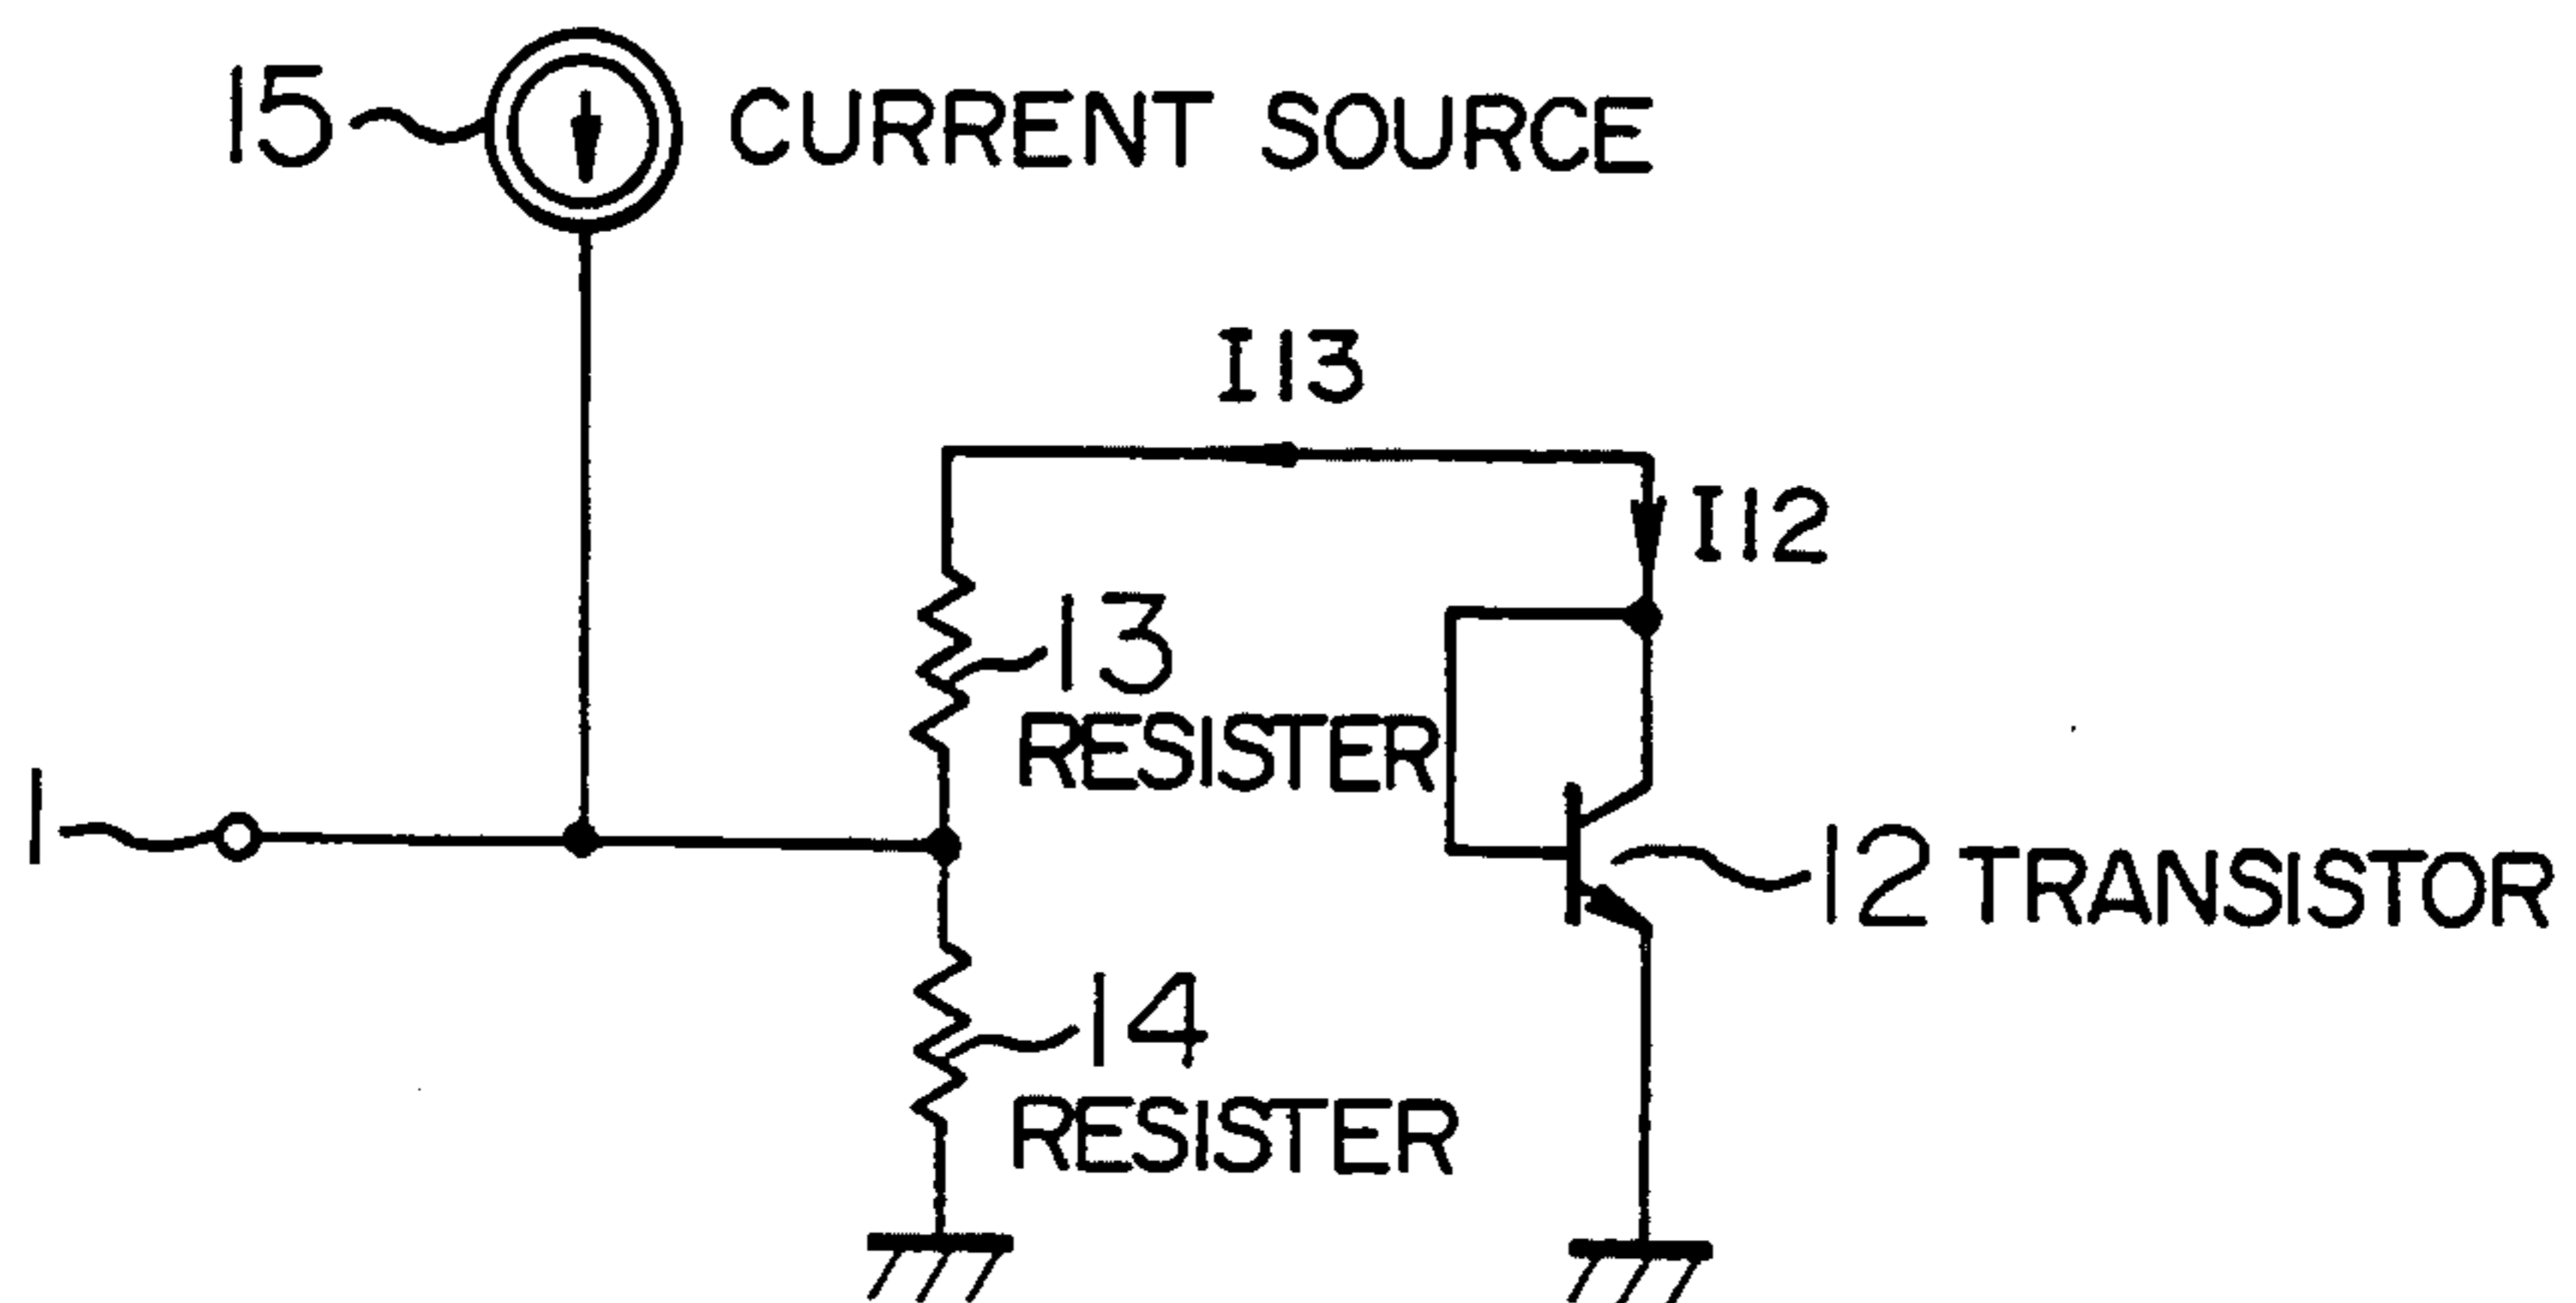 15 CURRENT SOURCE
I13
I12
13
RESISTER
1
12 TRANSISTOR
14
RESISTER